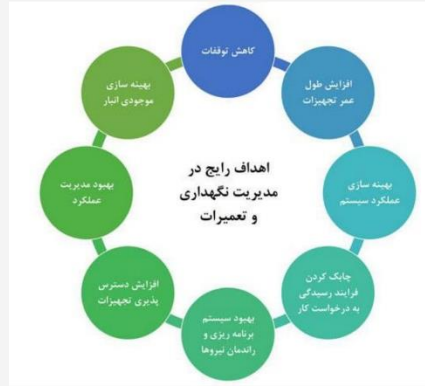 اهداف رایج در
مدیریت نگهداری
و تعمیرات
کاهش توقفات
افزایش طول
عمر تجهیزات
بهینه سازی
عملکرد سیستم
چابک کردن
فرایند رسیدگی
به درخواست کار
بهبود سیستم
برنامه ریزی و
راندمان نیروها
افزایش دسترس
پذیری تجهیزات
بهبود مدیریت
عملکرد
بهینه سازی
موجودی انبار